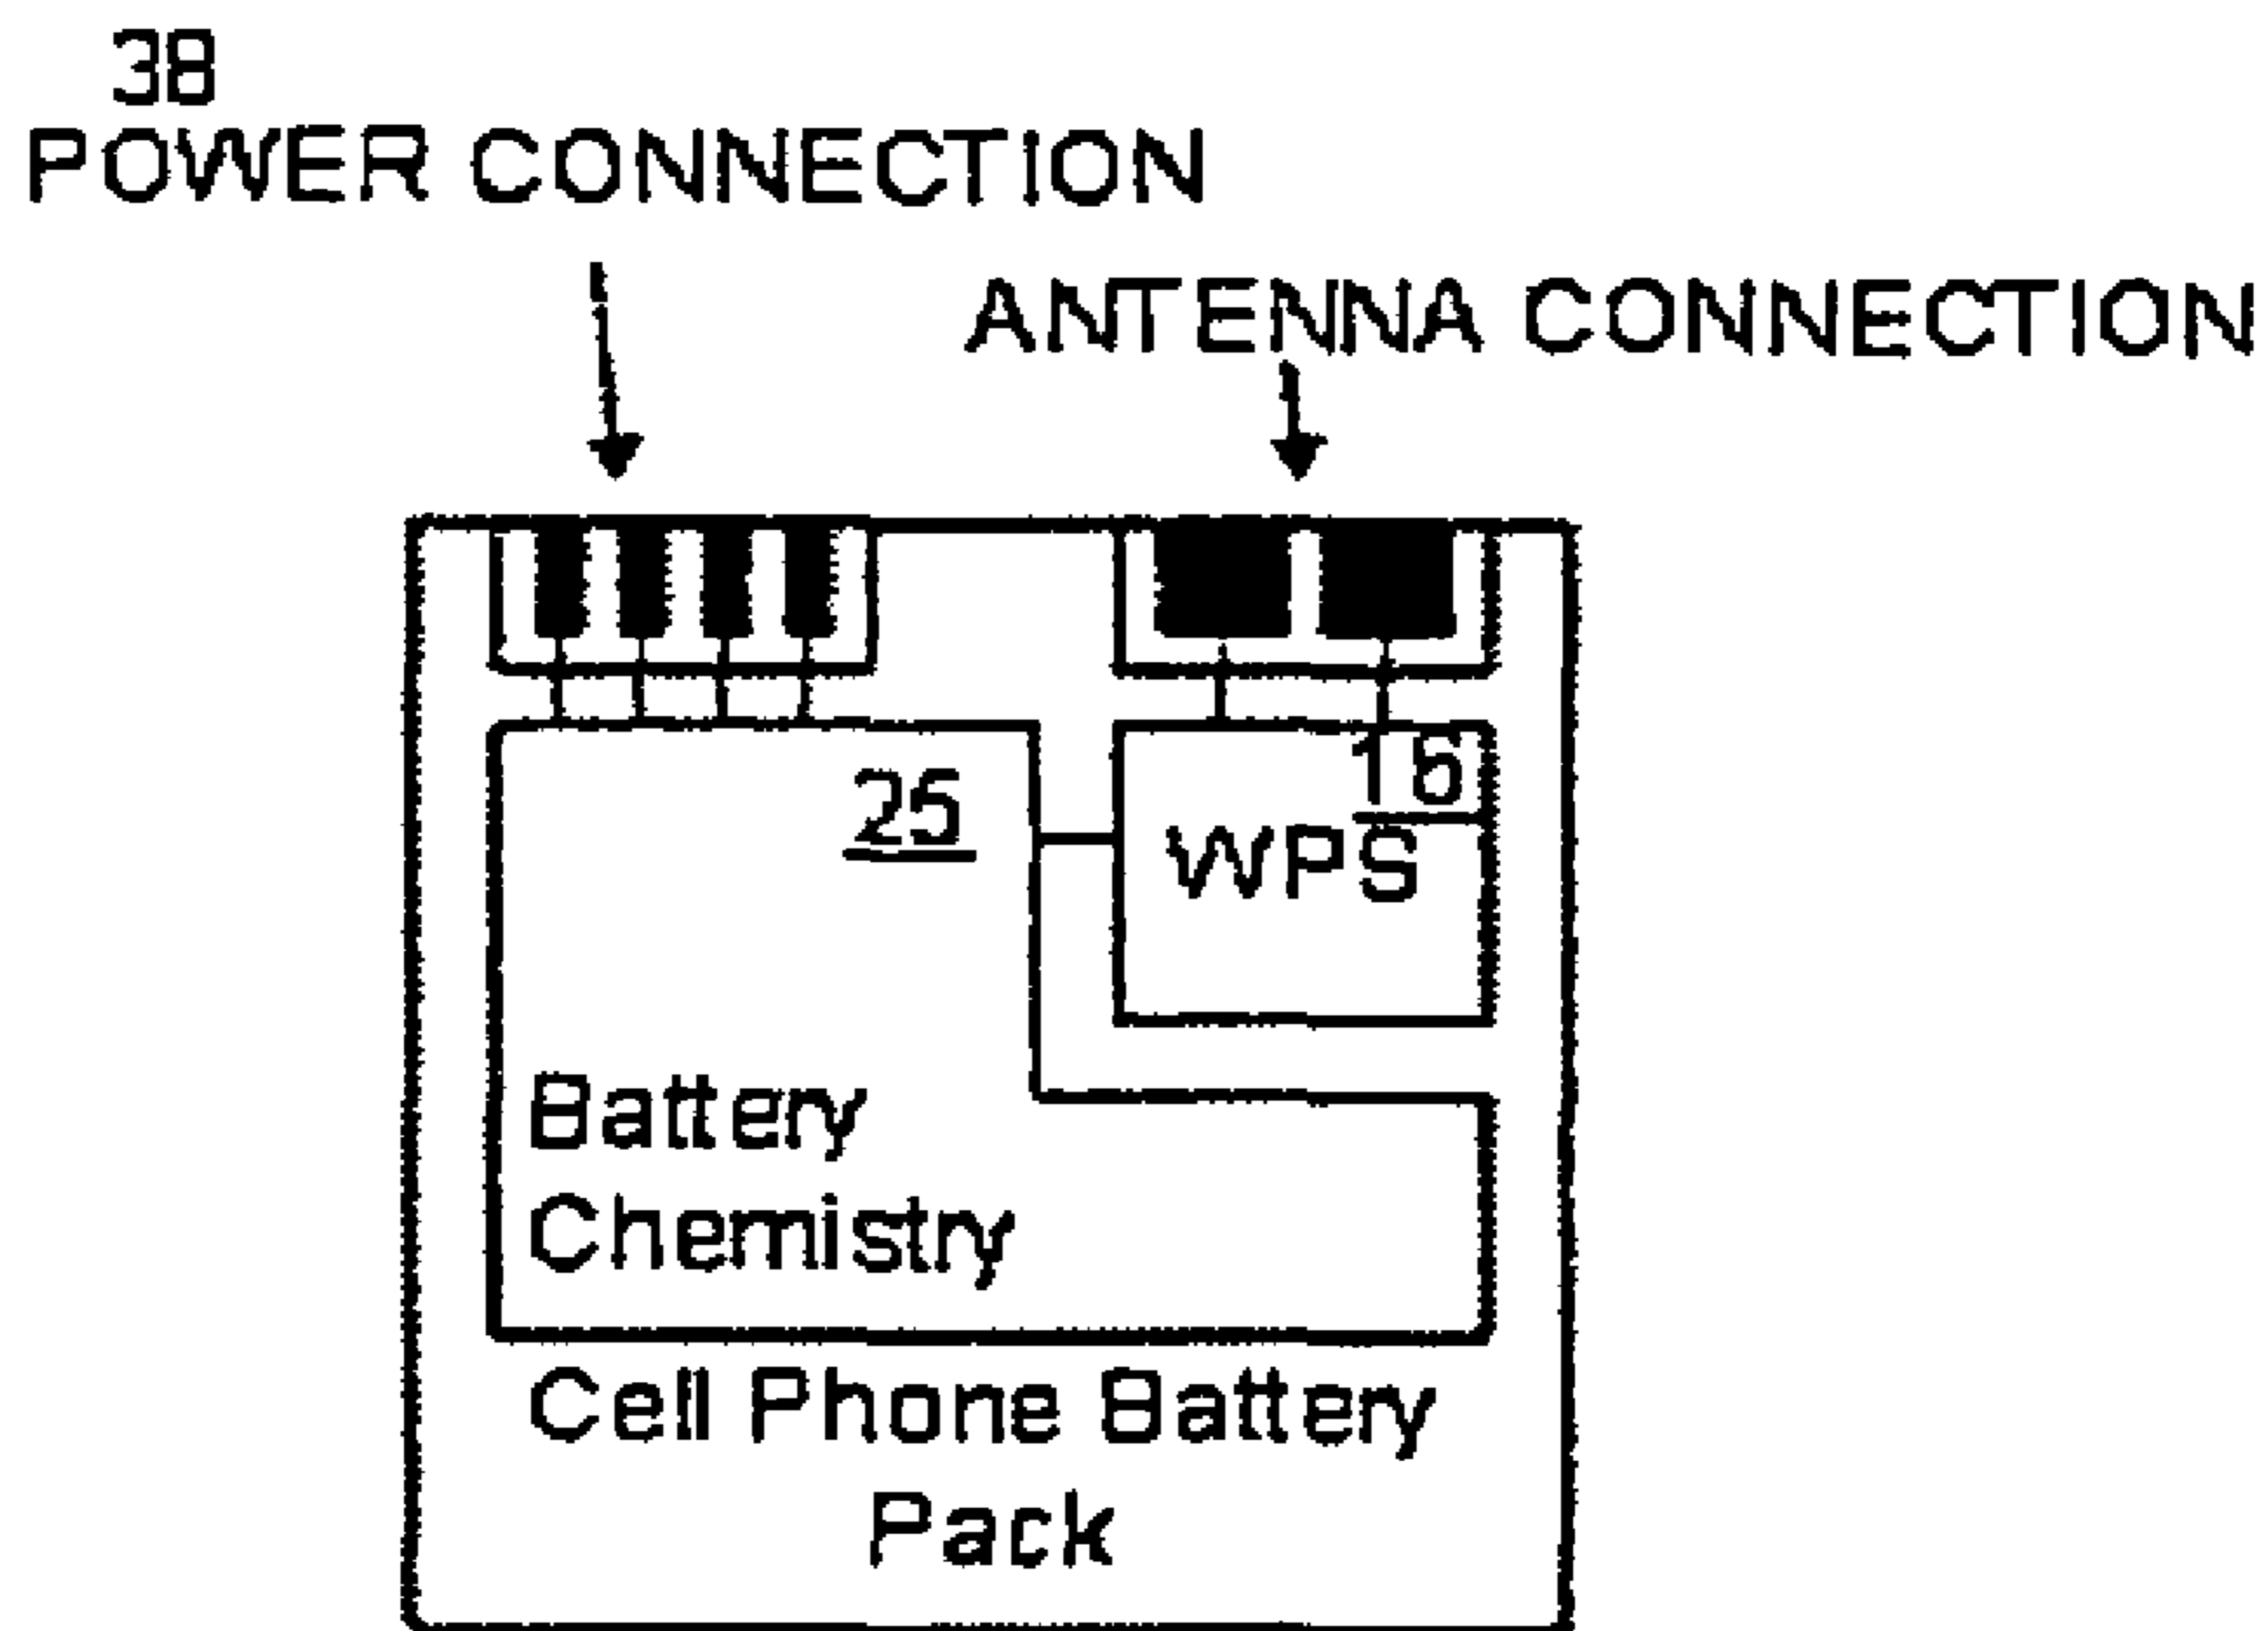 38
POWER CONNECTION
ANTENNA CONNECTION
25
16
WPS
Battery
Chemistry
Cell Phone Battery
Pack